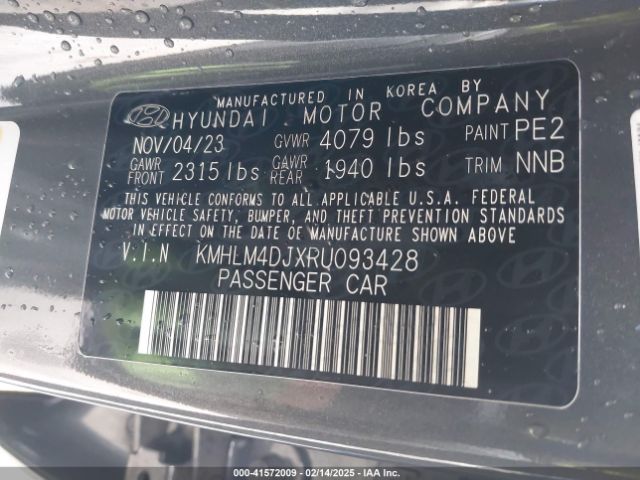 MANUFACTURED IN KOREA BY
HYUNDAI MOTOR COMPANY
NOV/04/23 GVWR 4079 lbs PAINT PE2
GAWR FRONT 2315 lbs GAWR REAR 1940 lbs TRIM NNB
THIS VEHICLE CONFORMS TO ALL APPLICABLE U.S.A. FEDERAL
MOTOR VEHICLE SAFETY, BUMPER, AND THEFT PREVENTION STANDARDS
IN EFFECT ON THE DATE OF MANUFACTURE SHOWN ABOVE
V.I.N KMHLM4DJXRU093428
PASSENGER CAR
00-41572009 - 02/14/2025 - Copyright © IAA, LLC